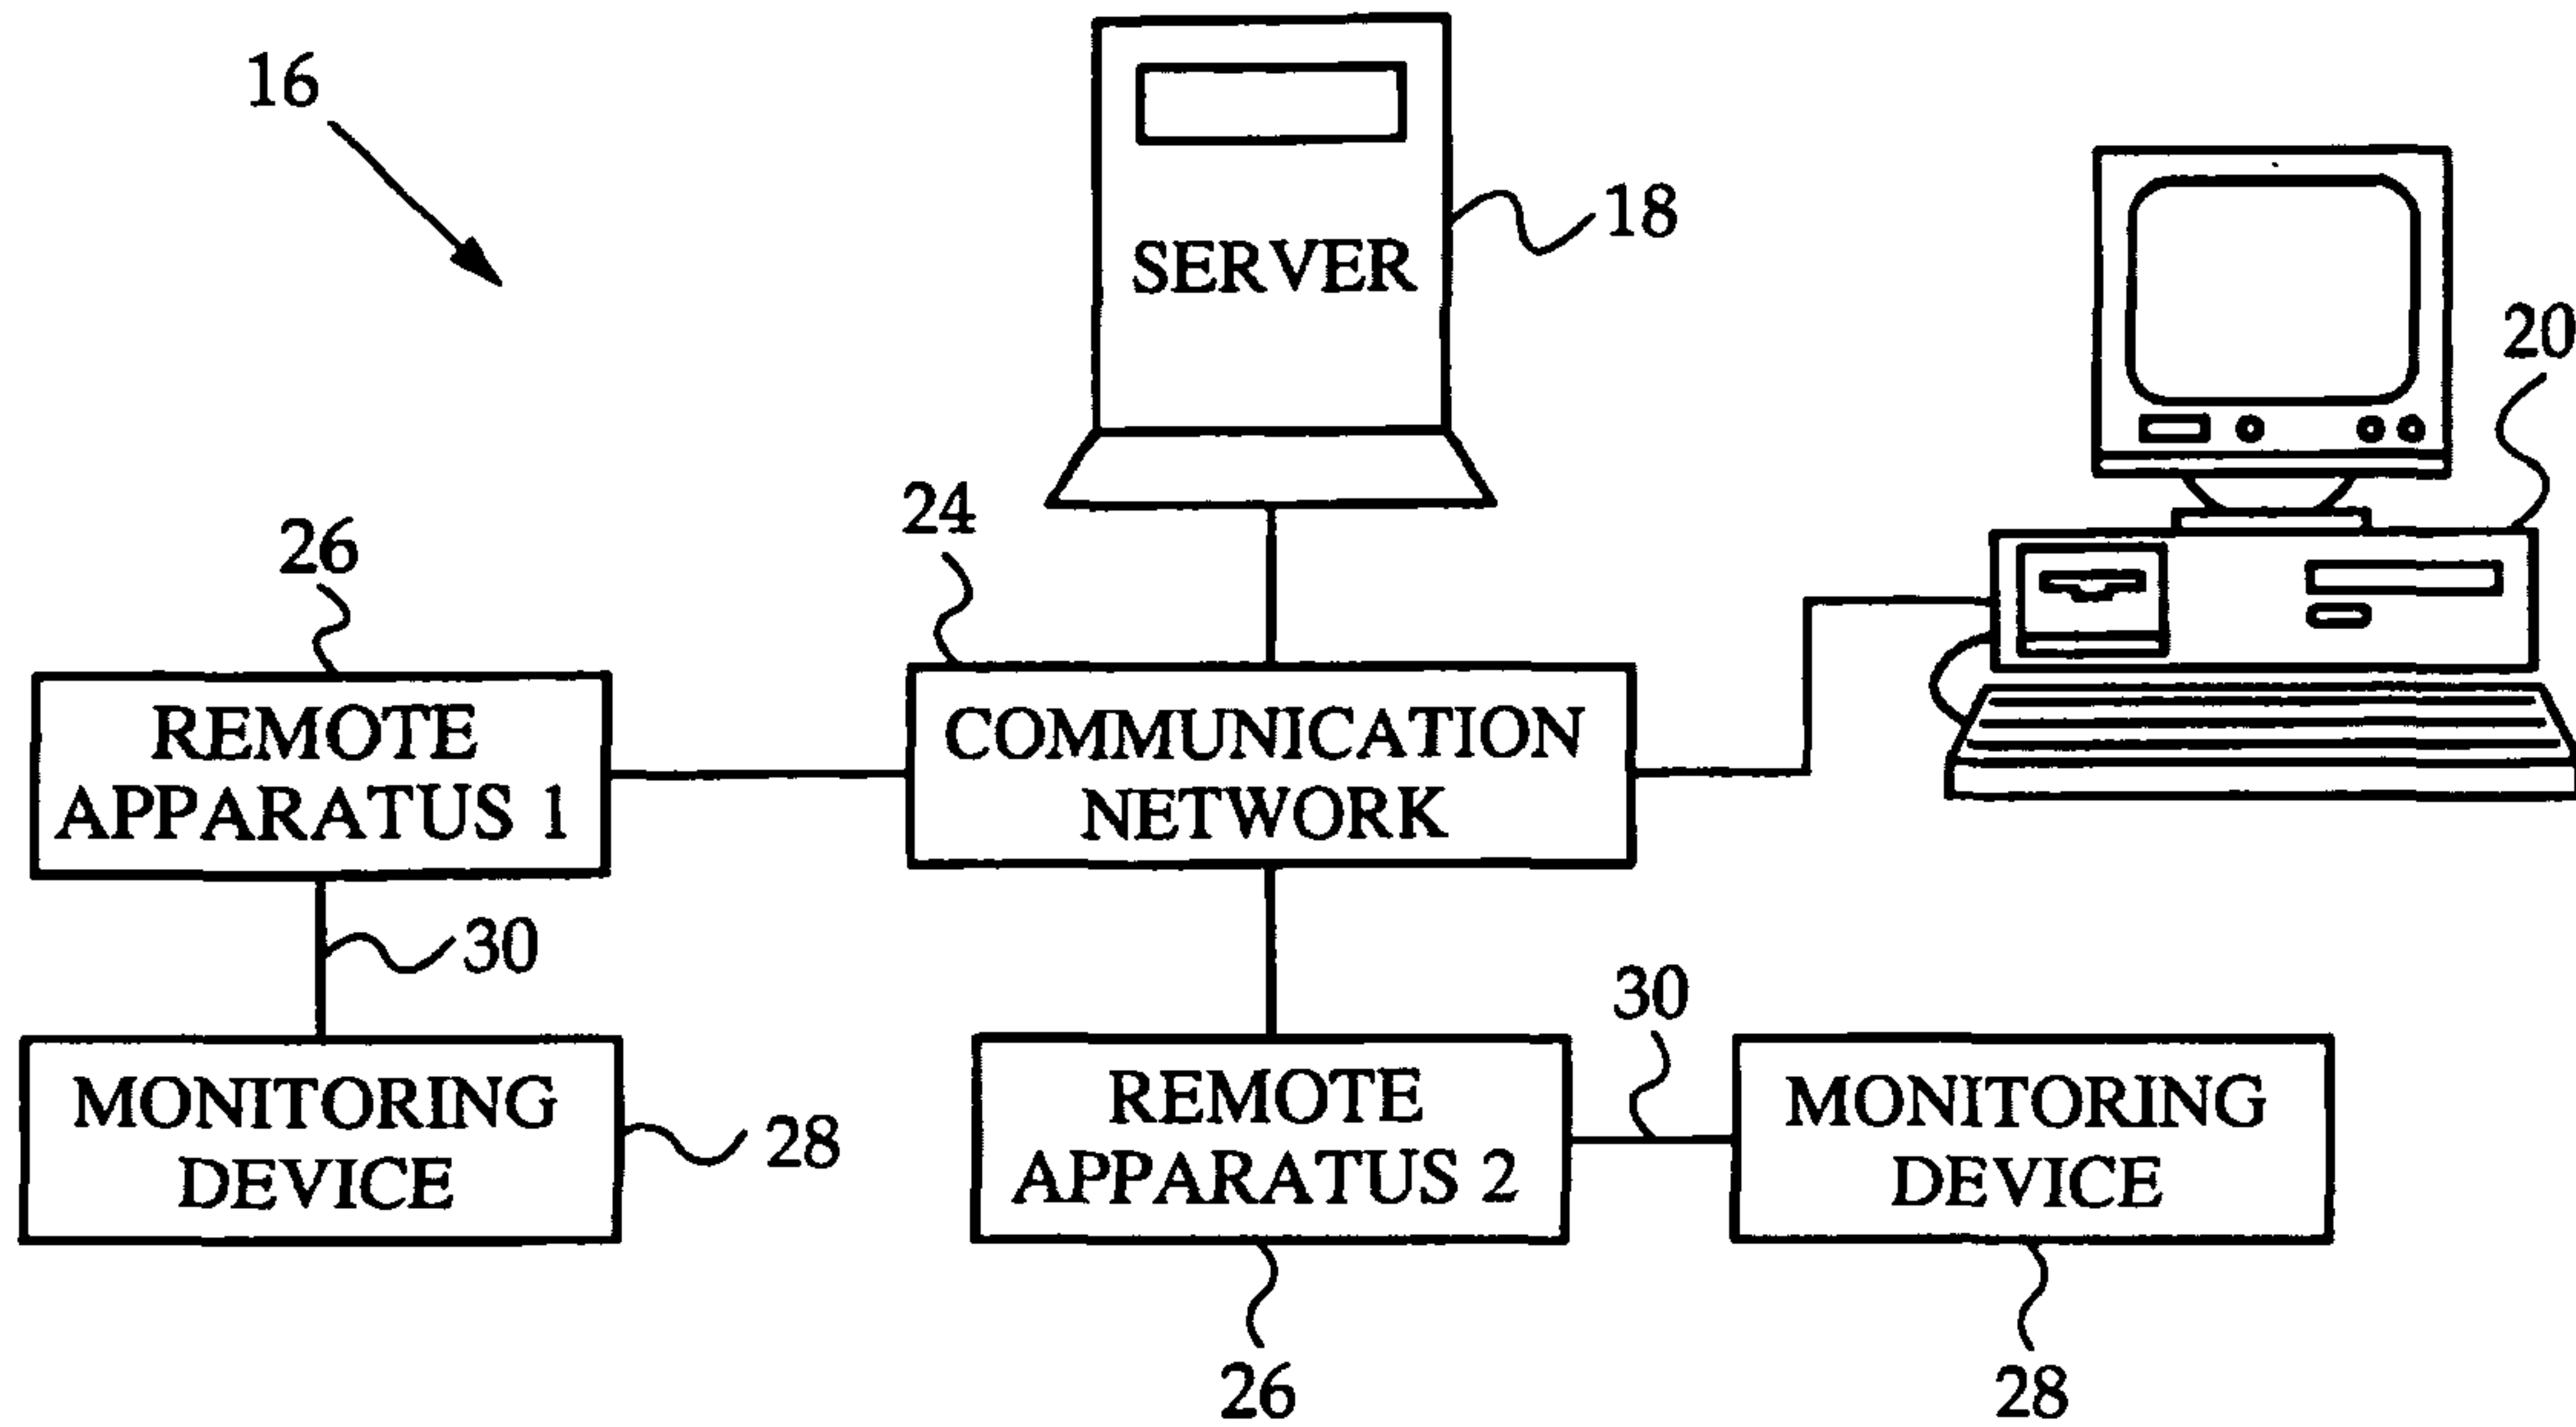 16
SERVER
18
20
24
26
REMOTE
APPARATUS 1
COMMUNICATION
NETWORK
30
MONITORING
DEVICE
28
REMOTE
APPARATUS 2
30
MONITORING
DEVICE
26
28